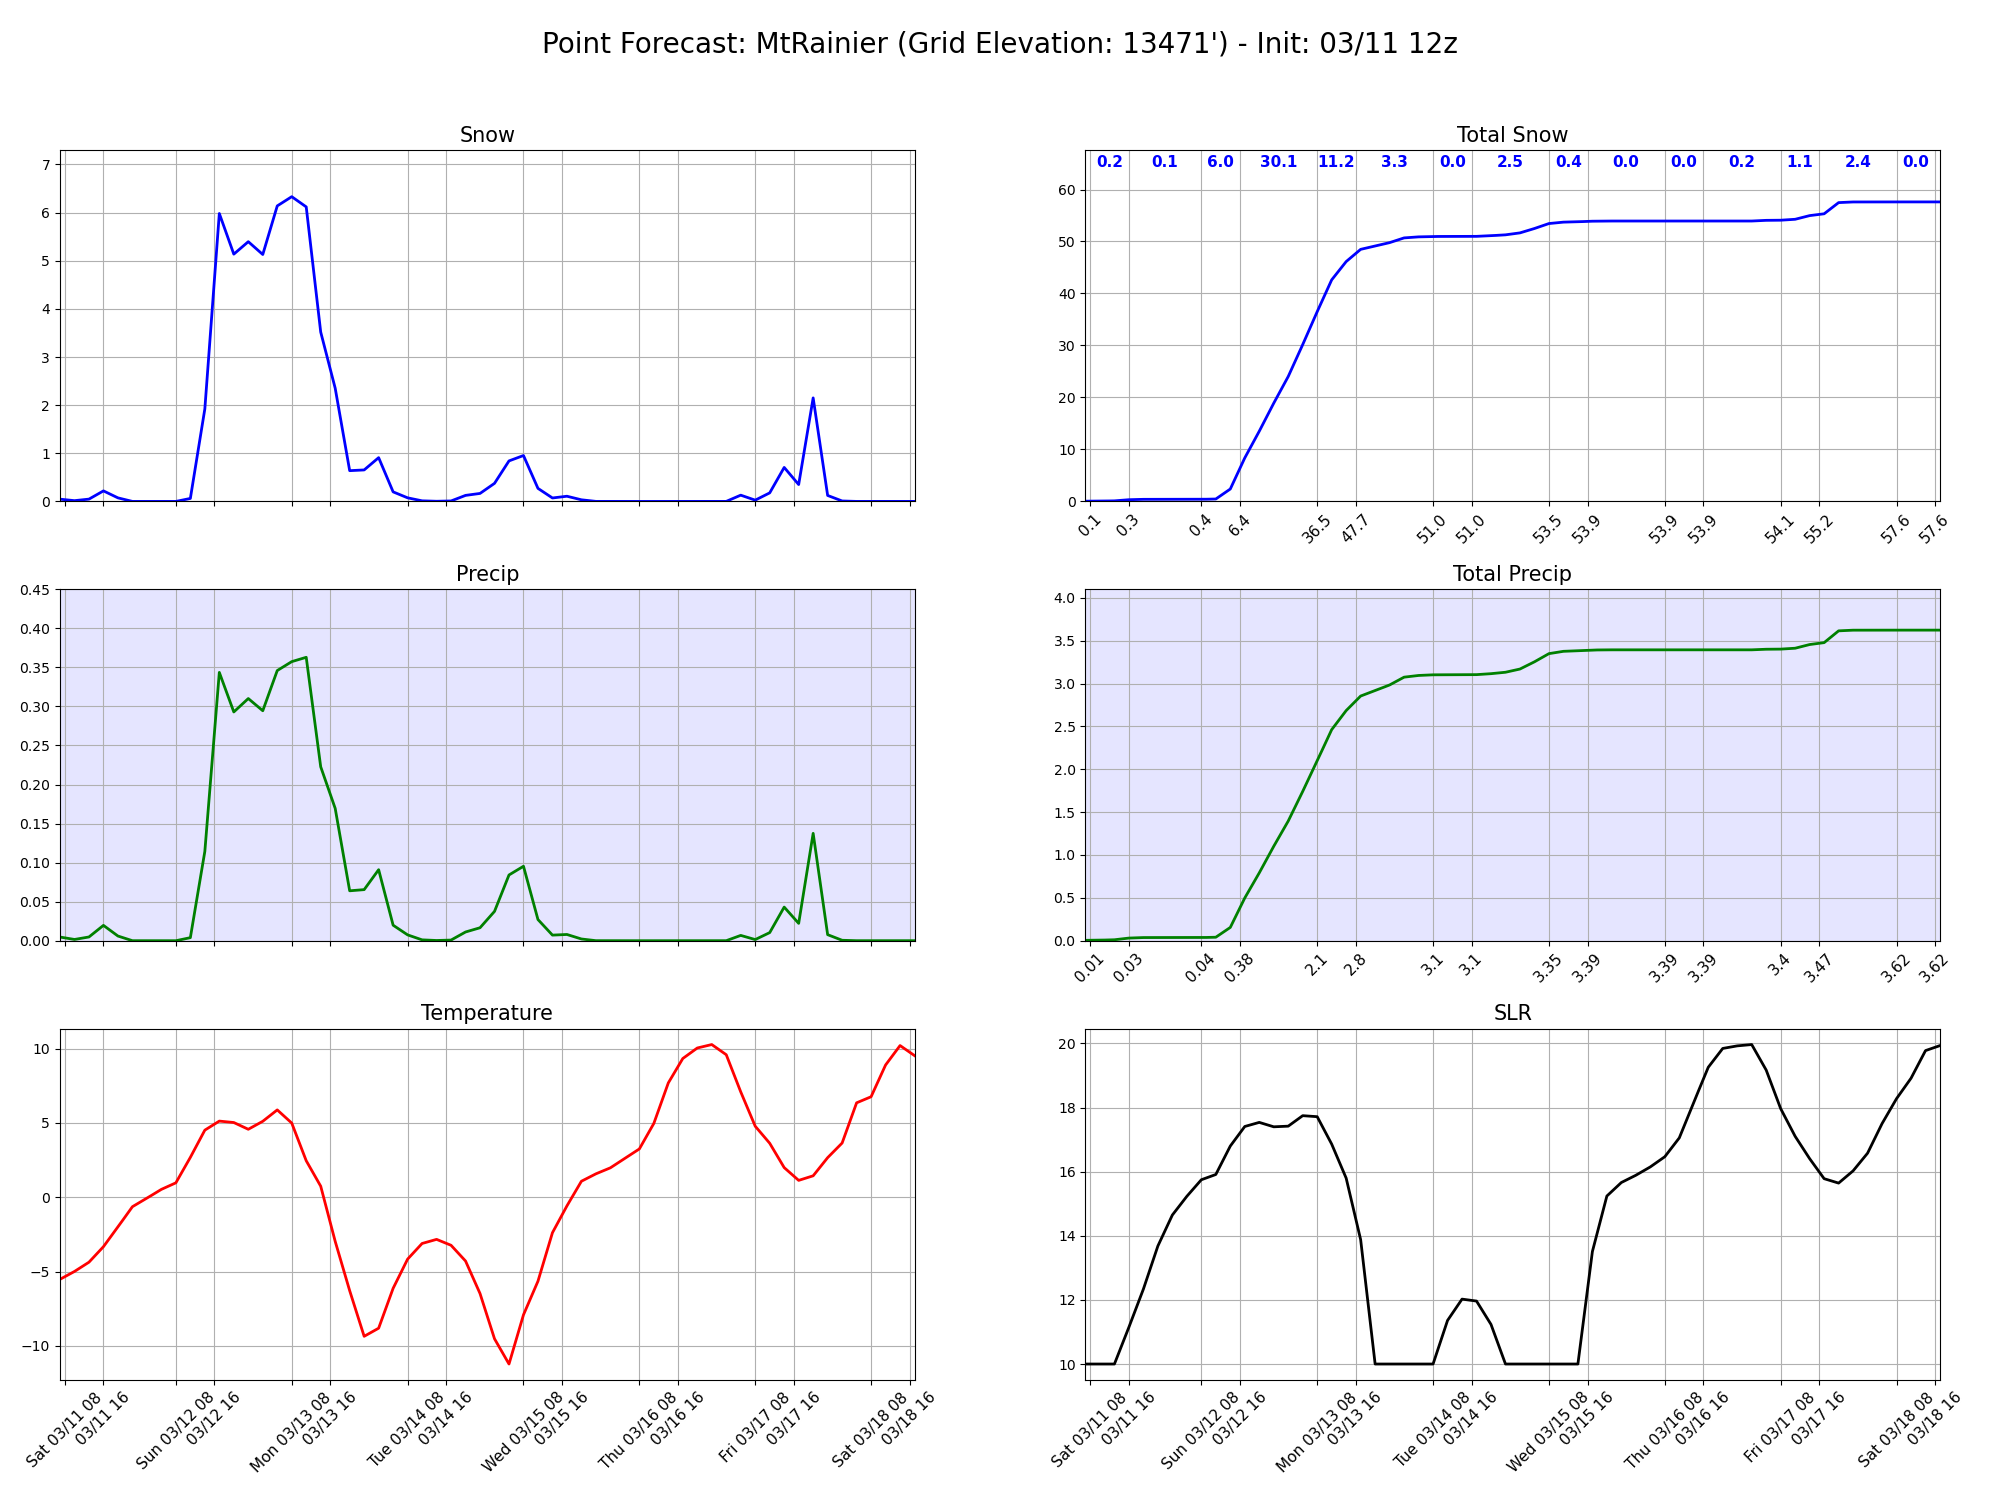 Point Forecast: MtRainier (Grid Elevation: 13471') - Init: 03/11 12z
Snow
7
6
5
4
3
2
1
0
Total Snow
0.2 0.1 6.0 30.1 11.2 3.3 0.0 2.5 0.4 0.0 0.0 0.2 1.1 2.4 0.0
60
50
40
30
20
10
0
0.1 0.3 0.4 6.4 36.5 47.7 51.0 51.0 53.5 53.9 53.9 53.9 54.1 55.2 57.6 57.6
Precip
0.45
0.40
0.35
0.30
0.25
0.20
0.15
0.10
0.05
0.00
Total Precip
4.0
3.5
3.0
2.5
2.0
1.5
1.0
0.5
0.0
0.01 0.03 0.04 0.38 2.1 2.8 3.1 3.1 3.35 3.39 3.39 3.39 3.4 3.47 3.62 3.62
Temperature
10
5
0
−5
−10
Sat 03/11 08
03/11 16
Sun 03/12 08
03/12 16
Mon 03/13 08
03/13 16
Tue 03/14 08
03/14 16
Wed 03/15 08
03/15 16
Thu 03/16 08
03/16 16
Fri 03/17 08
03/17 16
Sat 03/18 08
03/18 16
SLR
20
18
16
14
12
10
Sat 03/11 08
03/11 16
Sun 03/12 08
03/12 16
Mon 03/13 08
03/13 16
Tue 03/14 08
03/14 16
Wed 03/15 08
03/15 16
Thu 03/16 08
03/16 16
Fri 03/17 08
03/17 16
Sat 03/18 08
03/18 16